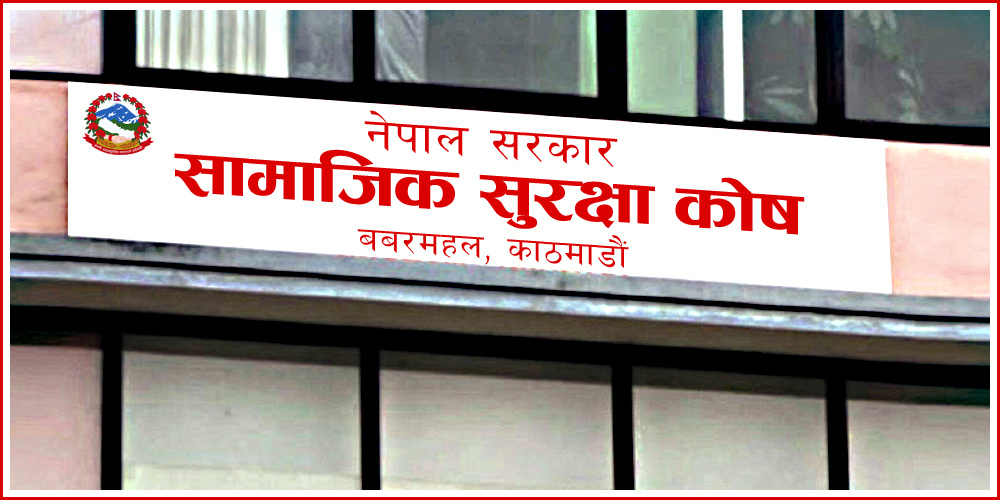 नेपाल सरकार
सामाजिक सुरक्षा कोष
बबरमहल, काठमाडौं